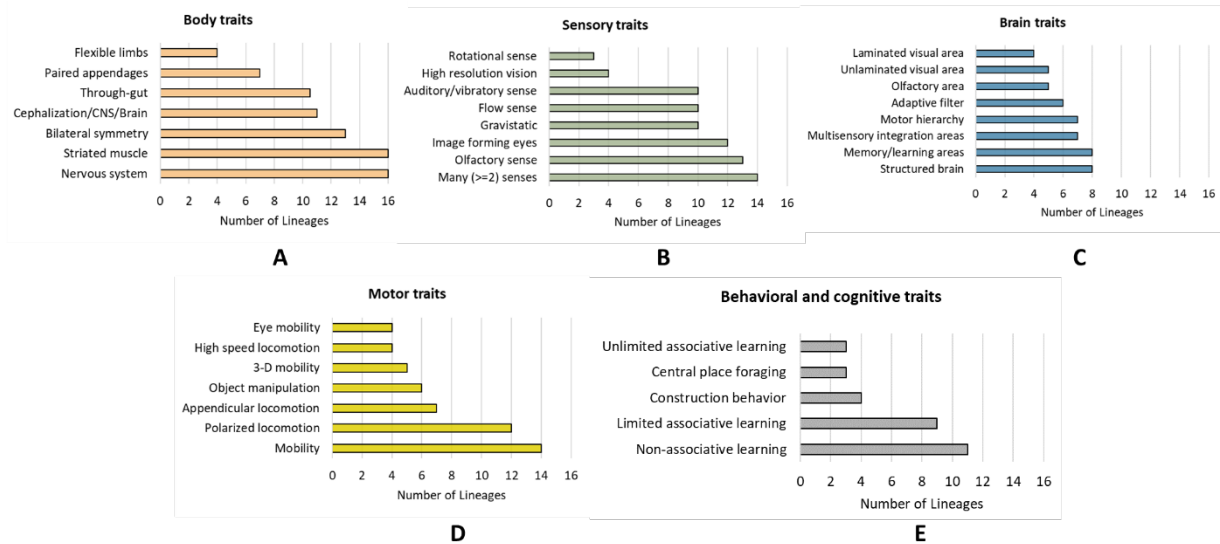 Body traits
Flexible limbs
Paired appendages
Through-gut
Cephalization/CNS/Brain
Bilateral symmetry
Striated muscle
Nervous system
0 2 4 6 8 10 12 14 16
Number of Lineages
A
Sensory traits
Rotational sense
High resolution vision
Auditory/vibratory sense
Flow sense
Gravistatic
Image forming eyes
Olfactory sense
Many (>=2) senses
0 2 4 6 8 10 12 14 16
Number of Lineages
B
Brain traits
Laminated visual area
Unlaminated visual area
Olfactory area
Adaptive filter
Motor hierarchy
Multisensory integration areas
Memory/learning areas
Structured brain
0 2 4 6 8 10 12 14 16
Number of Lineages
C
Motor traits
Eye mobility
High speed locomotion
3-D mobility
Object manipulation
Appendicular locomotion
Polarized locomotion
Mobility
0 2 4 6 8 10 12 14 16
Number of Lineages
D
Behavioral and cognitive traits
Unlimited associative learning
Central place foraging
Construction behavior
Limited associative learning
Non-associative learning
0 2 4 6 8 10 12 14 16
Number of Lineages
E